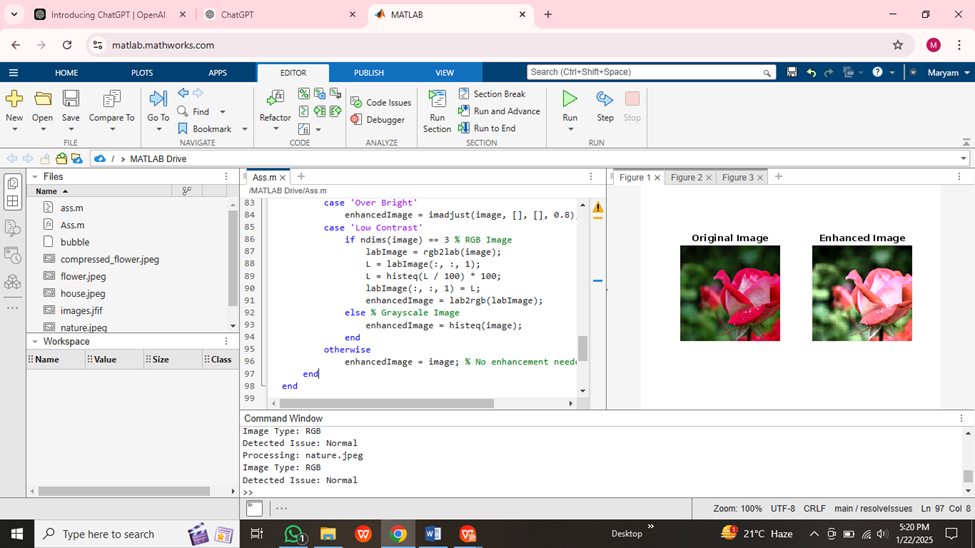 Introducing ChatGPT | OpenAI
ChatGPT
MATLAB
matlab.mathworks.com
M
HOME PLOTS APPS EDITOR PUBLISH VIEW
Search (Ctrl+Shift+Space)
Maryam
New
Open
Save
Compare To
Go To
Find
Bookmark
Refactor
Code Issues
Debugger
Run
Section
Section Break
Run and Advance
Run to End
Run
Step
Stop
FILE NAVIGATE CODE ANALYZE SECTION RUN
/ MATLAB Drive
Files
Name
ass.m
Ass.m
bubble
compressed_flower.jpeg
flower.jpeg
house.jpeg
images.jfif
nature.jpeg
Workspace
Name Value Size Class
Ass.m
/MATLAB Drive/Ass.m
83 case 'Over Bright'
84 enhancedImage = imadjust(image, [], [], 0.8)
85 case 'Low Contrast'
86 if ndims(image) == 3 % RGB Image
87 labImage = rgb2lab(image);
88 L = labImage(:, :, 1);
89 L = histeq(L / 100) * 100;
90 labImage(:, :, 1) = L;
91 enhancedImage = lab2rgb(labImage);
92 else % Grayscale Image
93 enhancedImage = histeq(image);
94 end
95 otherwise
96 enhancedImage = image; % No enhancement neede
97 end
98 end
99
Figure 1 Figure 2 Figure 3
Original Image
Enhanced Image
Command Window
Image Type: RGB
Detected Issue: Normal
Processing: nature.jpeg
Image Type: RGB
Detected Issue: Normal
>>
Zoom: 100% UTF-8 CRLF main / resolveIssues Ln 97 Col 8
Type here to search
1
Desktop
21°C Haze
5:20 PM
1/22/2025